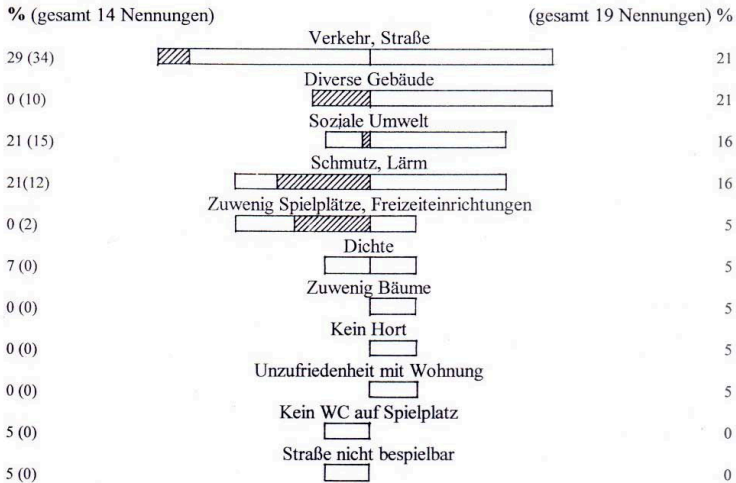 % (gesamt 14 Nennungen) (gesamt 19 Nennungen) %
Verkehr, Straße
29 (34) 21
Diverse Gebäude
0 (10) 21
Soziale Umwelt
21 (15) 16
Schmutz, Lärm
21(12) 16
Zuwenig Spielplätze, Freizeiteinrichtungen
0 (2) 5
Dichte
7 (0) 5
Zuwenig Bäume
0 (0) 5
Kein Hort
0 (0) 5
Unzufriedenheit mit Wohnung
0 (0) 5
Kein WC auf Spielplatz
5 (0) 0
Straße nicht bespielbar
5 (0) 0